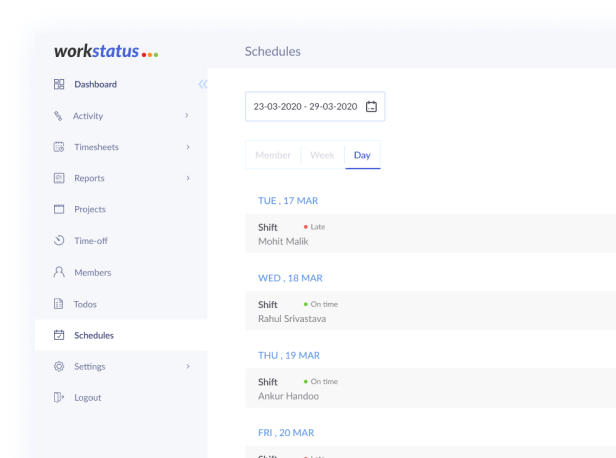 workstatus
Schedules
Dashboard
Activity
Timesheets
Reports
Projects
Time-off
Members
Todos
Schedules
Settings
Logout
23-03-2020 - 29-03-2020
Member Week Day
TUE , 17 MAR
Shift Late
Mohit Malik
WED , 18 MAR
Shift On time
Rahul Srivastava
THU , 19 MAR
Shift On time
Ankur Handoo
FRI , 20 MAR
Shift Late